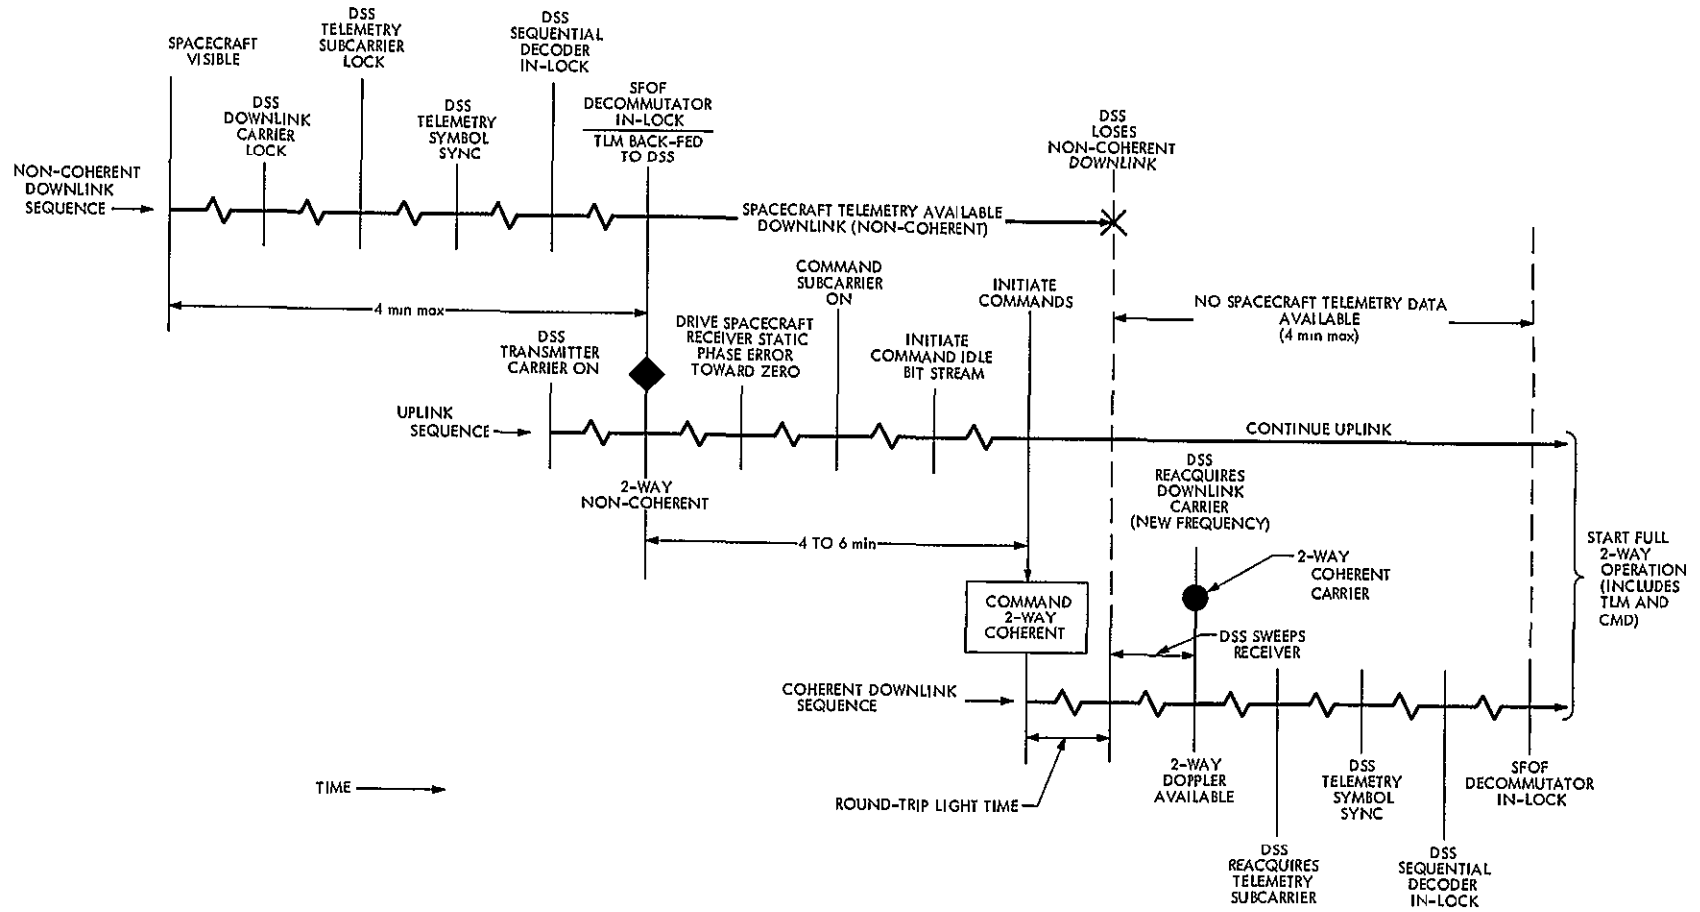 SPACECRAFT
VISIBLE
DSS
DOWNLINK
CARRIER
LOCK
DSS
TELEMETRY
SUBCARRIER
LOCK
DSS
TELEMETRY
SYMBOL
SYNC
DSS
SEQUENTIAL
DECODER
IN-LOCK
SFOF
DECOMMUTATOR
IN-LOCK
TLM BACK-FED
TO DSS
DSS
LOSES
NON-COHERENT
DOWNLINK
NON-COHERENT
DOWNLINK
SEQUENCE
SPACECRAFT TELEMETRY AVAILABLE
DOWNLINK (NON-COHERENT)
4 min max
DSS
TRANSMITTER
CARRIER ON
DRIVE SPACECRAFT
RECEIVER STATIC
PHASE ERROR
TOWARD ZERO
COMMAND
SUBCARRIER
ON
INITIATE
COMMAND IDLE
BIT STREAM
INITIATE
COMMANDS
NO SPACECRAFT TELEMETRY DATA
AVAILABLE
(4 min max)
UPLINK
SEQUENCE
CONTINUE UPLINK
2-WAY
NON-COHERENT
4 TO 6 min
DSS
REACQUIRES
DOWNLINK
CARRIER
(NEW FREQUENCY)
2-WAY
COHERENT
CARRIER
START FULL
2-WAY
OPERATION
(INCLUDES
TLM AND
CMD)
COMMAND
2-WAY
COHERENT
DSS SWEEPS
RECEIVER
COHERENT DOWNLINK
SEQUENCE
TIME
ROUND-TRIP LIGHT TIME
2-WAY
DOPPLER
AVAILABLE
DSS
REACQUIRES
TELEMETRY
SUBCARRIER
DSS
TELEMETRY
SYMBOL
SYNC
DSS
SEQUENTIAL
DECODER
IN-LOCK
SFOF
DECOMMUTATOR
IN-LOCK